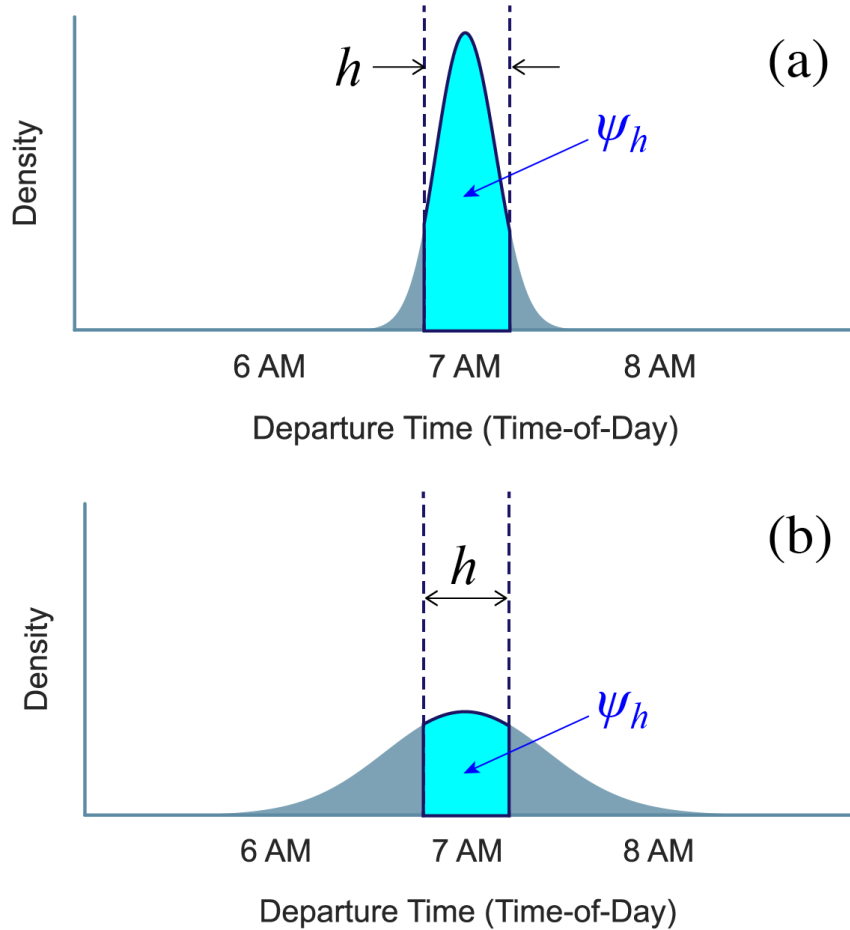 (a)
h
ψh
Density
6 AM 7 AM 8 AM
Departure Time (Time-of-Day)
(b)
h
ψh
Density
6 AM 7 AM 8 AM
Departure Time (Time-of-Day)